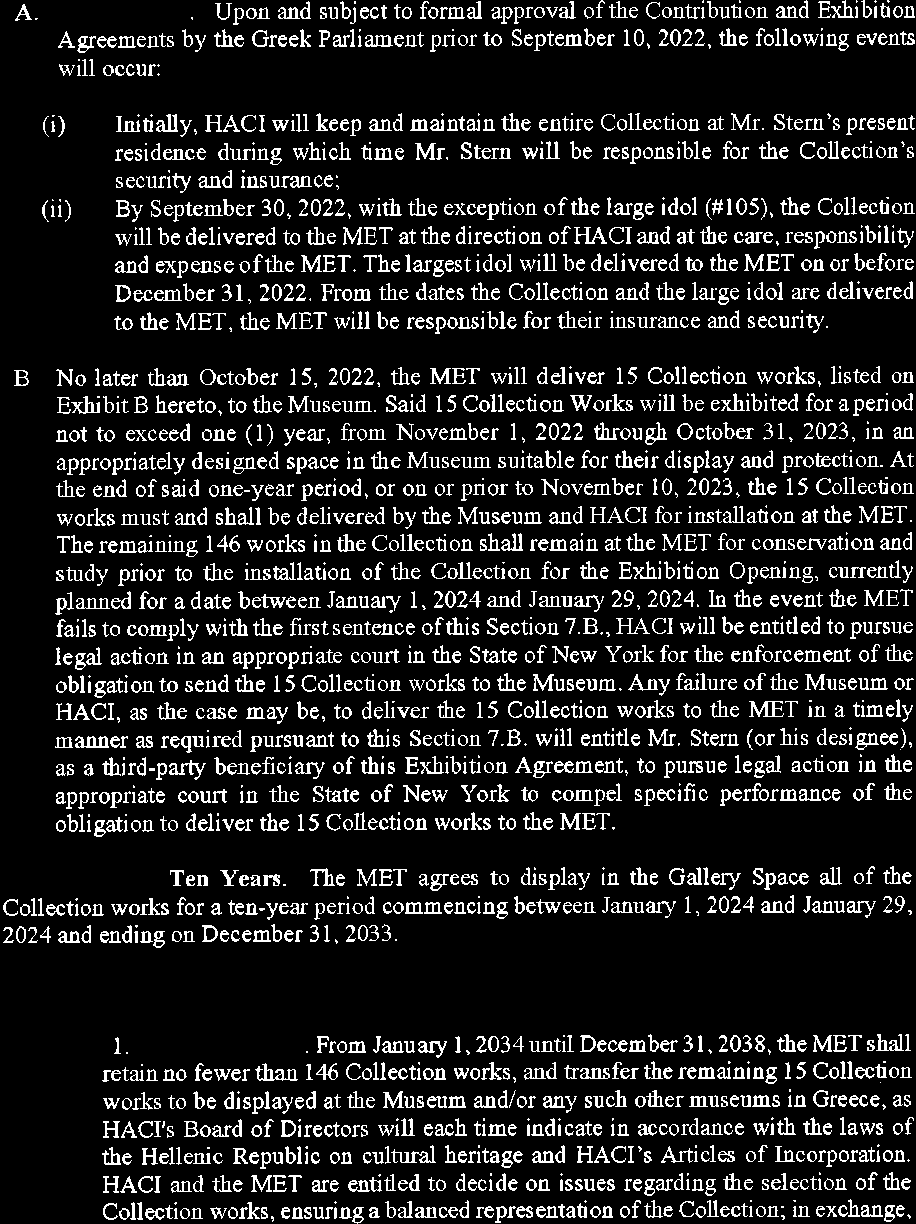 A. . Upon and subject to formal approval of the Contribution and Exhibition
Agreements by the Greek Parliament prior to September 10, 2022, the following events
will occur:
(i) Initially, HACI will keep and maintain the entire Collection at Mr. Stern's present
residence during which time Mr. Stern will be responsible for the Collection's
security and insurance;
(ii) By September 30, 2022, with the exception of the large idol (#105), the Collection
will be delivered to the MET at the direction of HACI and at the care, responsibility
and expense of the MET. The largest idol will be delivered to the MET on or before
December 31, 2022. From the dates the Collection and the large idol are delivered
to the MET, the MET will be responsible for their insurance and security.
B No later than October 15, 2022, the MET will deliver 15 Collection works, listed on
Exhibit B hereto, to the Museum. Said 15 Collection Works will be exhibited for a period
not to exceed one (1) year, from November 1, 2022 through October 31, 2023, in an
appropriately designed space in the Museum suitable for their display and protection. At
the end of said one-year period, or on or prior to November 10, 2023, the 15 Collection
works must and shall be delivered by the Museum and HACI for installation at the MET.
The remaining 146 works in the Collection shall remain at the MET for conservation and
study prior to the installation of the Collection for the Exhibition Opening, currently
planned for a date between January 1, 2024 and January 29, 2024. In the event the MET
fails to comply with the first sentence of this Section 7.B., HACI will be entitled to pursue
legal action in an appropriate court in the State of New York for the enforcement of the
obligation to send the 15 Collection works to the Museum. Any failure of the Museum or
HACI, as the case may be, to deliver the 15 Collection works to the MET in a timely
manner as required pursuant to this Section 7.B. will entitle Mr. Stern (or his designee),
as a third-party beneficiary of this Exhibition Agreement, to pursue legal action in the
appropriate court in the State of New York to compel specific performance of the
obligation to deliver the 15 Collection works to the MET.
Ten Years. The MET agrees to display in the Gallery Space all of the
Collection works for a ten-year period commencing between January 1, 2024 and January 29,
2024 and ending on December 31, 2033.
1. . From January 1, 2034 until December 31, 2038, the MET shall
retain no fewer than 146 Collection works, and transfer the remaining 15 Collection
works to be displayed at the Museum and/or any such other museums in Greece, as
HACI's Board of Directors will each time indicate in accordance with the laws of
the Hellenic Republic on cultural heritage and HACI's Articles of Incorporation.
HACI and the MET are entitled to decide on issues regarding the selection of the
Collection works, ensuring a balanced representation of the Collection; in exchange,